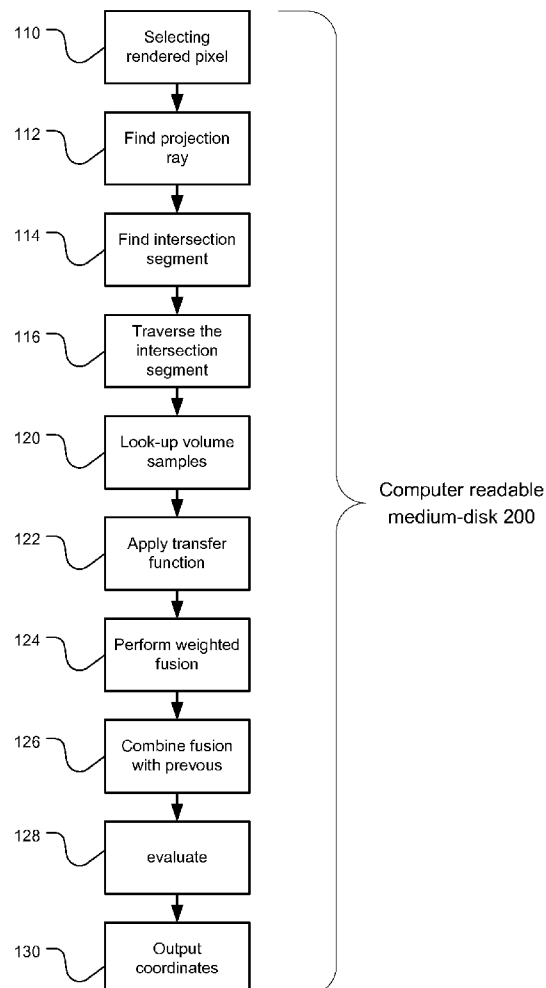 110
Selecting
rendered pixel
112
Find projection
ray
114
Find intersection
segment
116
Traverse the
intersection
segment
120
Look-up volume
samples
Computer readable
medium-disk 200
122
Apply transfer
function
124
Perform weighted
fusion
126
Combine fusion
with prevous
128
evaluate
130
Output
coordinates